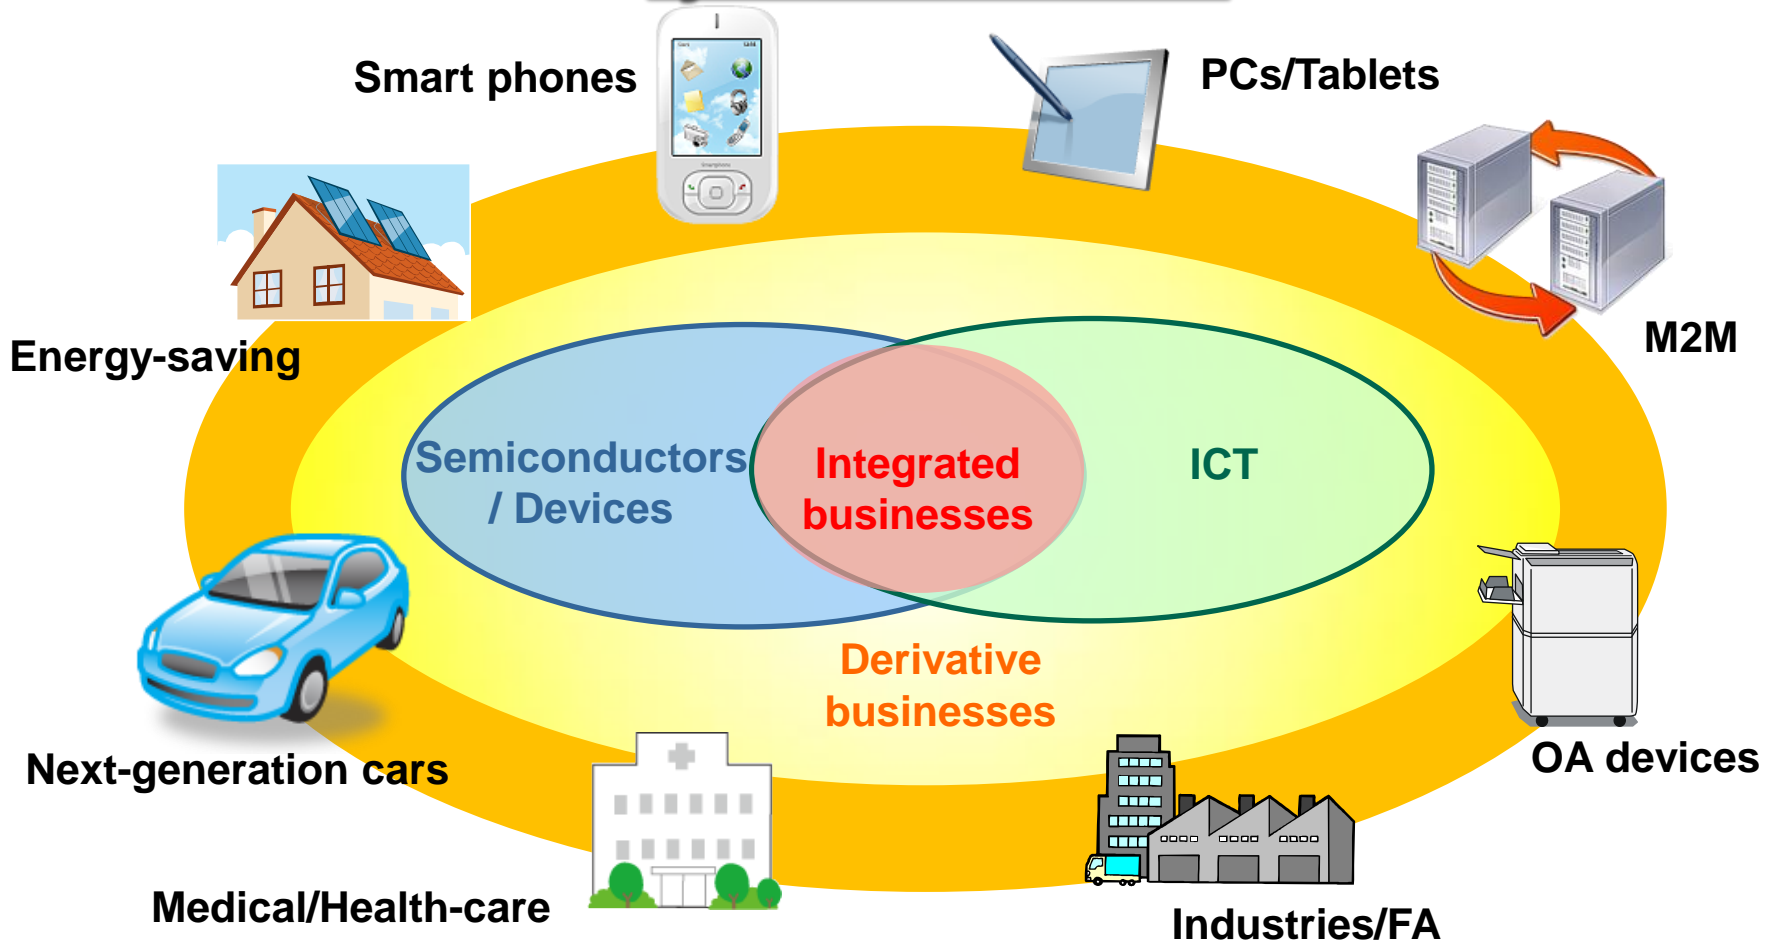 Smart phones
PCs/Tablets
M2M
Energy-saving
Semiconductors
/ Devices
Integrated
businesses
ICT
Derivative
businesses
Next-generation cars
OA devices
Medical/Health-care
Industries/FA